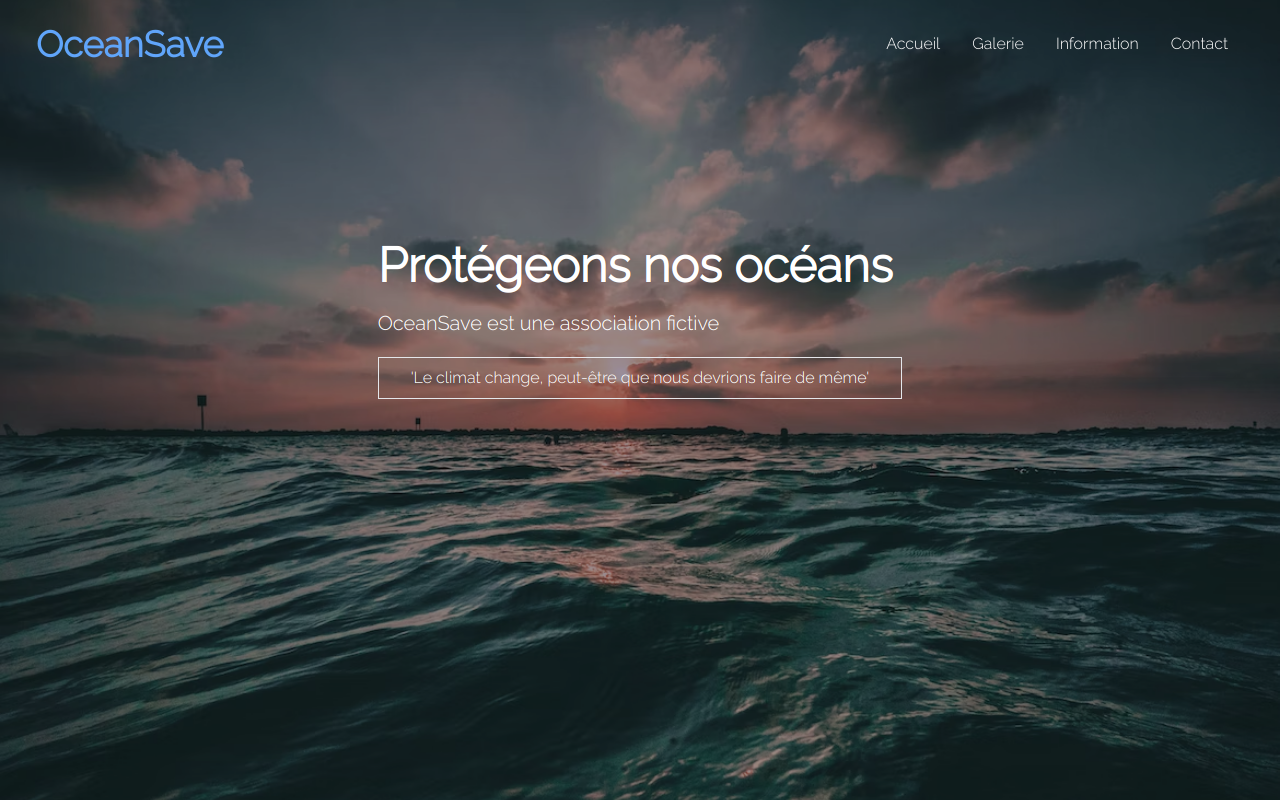 OceanSave
Accueil Galerie Information Contact
Protégeons nos océans
OceanSave est une association fictive
'Le climat change, peut-être que nous devrions faire de même'